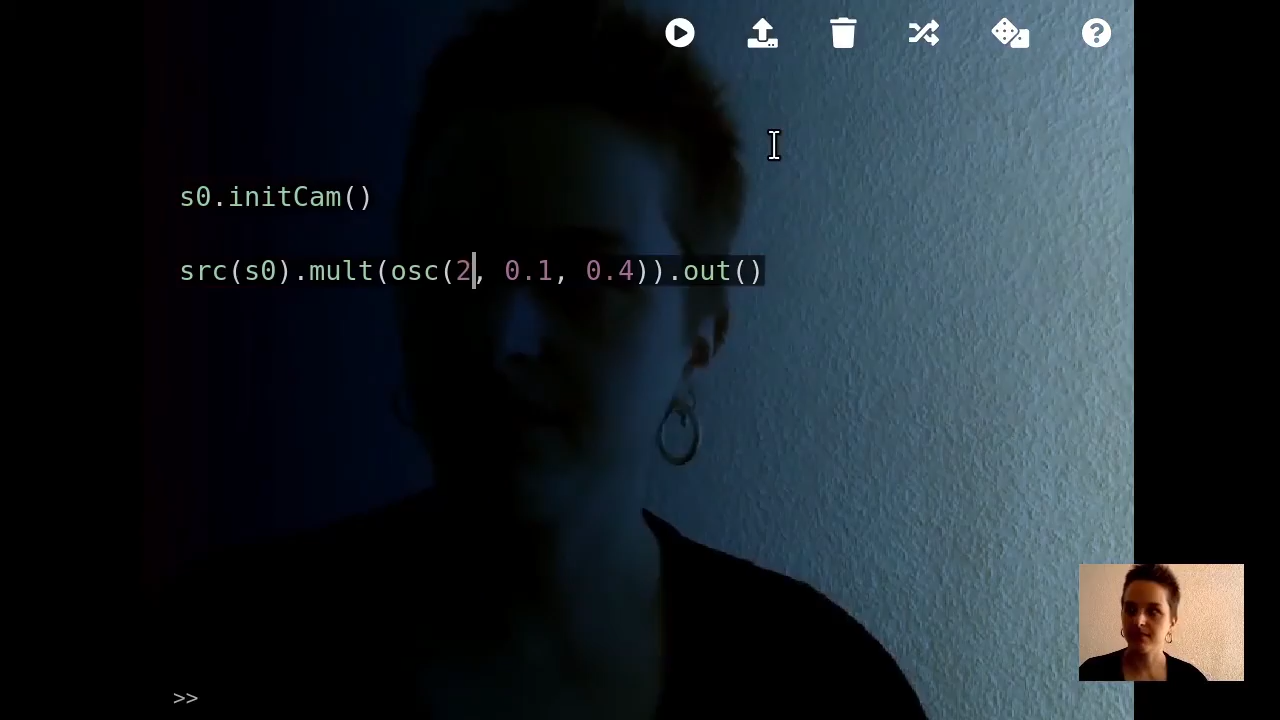 s0.initCam()
src(s0).mult(osc(2, 0.1, 0.4)).out()
>>